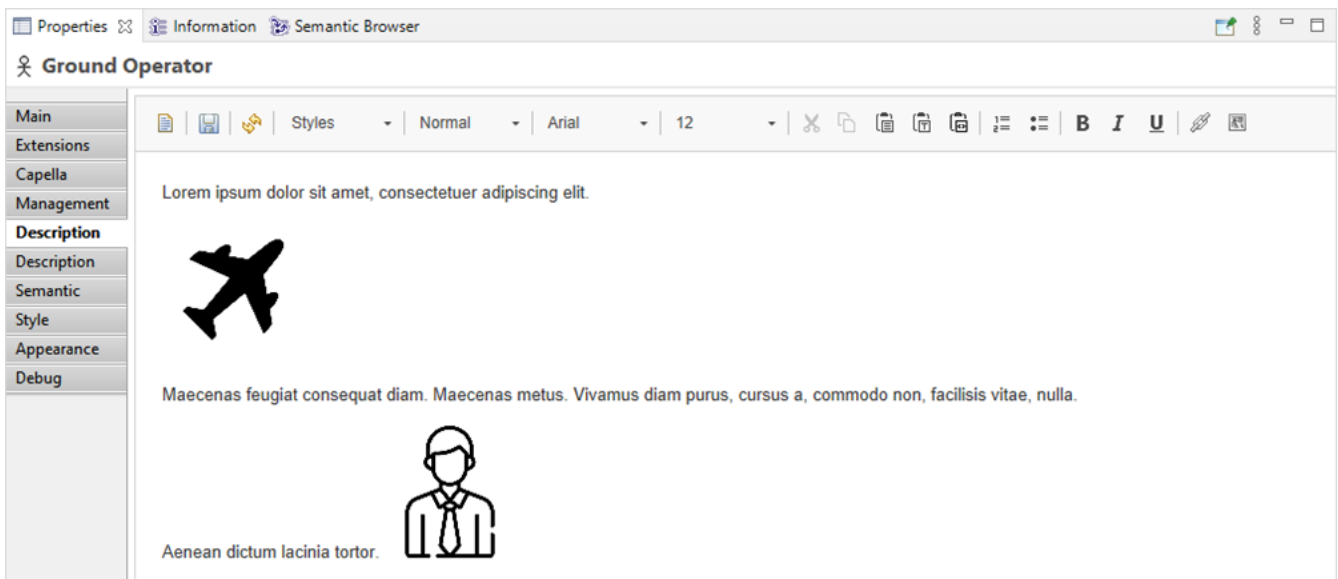 Properties Information Semantic Browser
Ground Operator
Main
Extensions
Capella
Management
Description
Description
Semantic
Style
Appearance
Debug
Styles Normal Arial 12 B I U
Lorem ipsum dolor sit amet, consectetuer adipiscing elit.
Maecenas feugiat consequat diam. Maecenas metus. Vivamus diam purus, cursus a, commodo non, facilisis vitae, nulla.
Aenean dictum lacinia tortor.